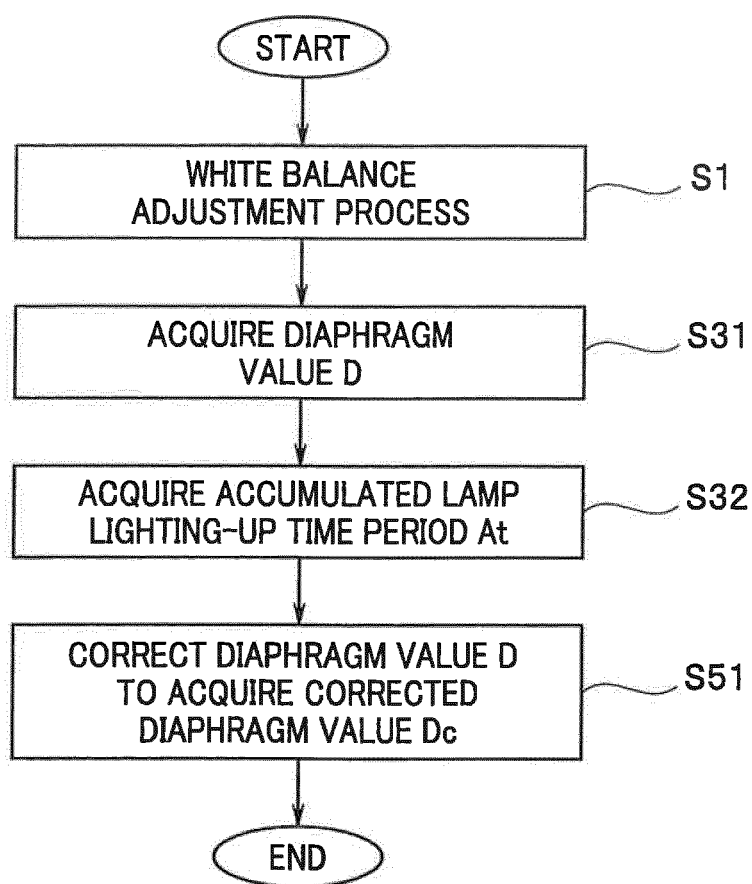 START
WHITE BALANCE
ADJUSTMENT PROCESS
S1
ACQUIRE DIAPHRAGM
VALUE D
S31
ACQUIRE ACCUMULATED LAMP
LIGHTING-UP TIME PERIOD At
S32
CORRECT DIAPHRAGM VALUE D
TO ACQUIRE CORRECTED
DIAPHRAGM VALUE Dc
S51
END